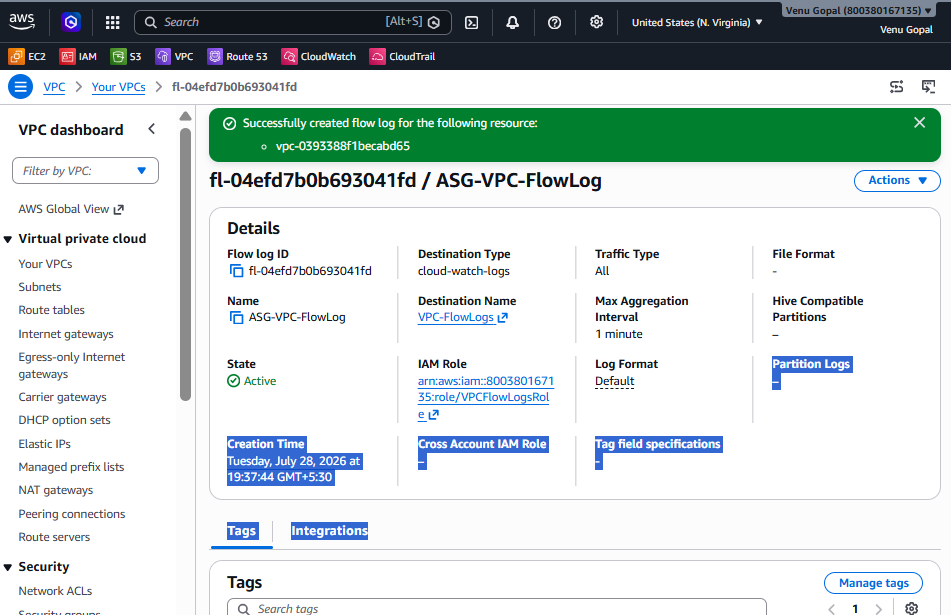 aws
Search
[Alt+S]
United States (N. Virginia)
Venu Gopal (800380167135)
Venu Gopal
EC2
IAM
S3
VPC
Route 53
CloudWatch
CloudTrail
VPC
Your VPCs
fl-04efd7b0b693041fd
VPC dashboard
Filter by VPC:
AWS Global View
Virtual private cloud
Your VPCs
Subnets
Route tables
Internet gateways
Egress-only Internet
gateways
Carrier gateways
DHCP option sets
Elastic IPs
Managed prefix lists
NAT gateways
Peering connections
Route servers
Security
Network ACLs
Security groups
Successfully created flow log for the following resource:
vpc-0393388f1becabd65
fl-04efd7b0b693041fd / ASG-VPC-FlowLog
Actions
Details
Flow log ID
fl-04efd7b0b693041fd
Destination Type
cloud-watch-logs
Traffic Type
All
File Format
-
Name
ASG-VPC-FlowLog
Destination Name
VPC-FlowLogs
Max Aggregation
Interval
1 minute
Hive Compatible
Partitions
–
State
Active
IAM Role
arn:aws:iam::8003801671
35:role/VPCFlowLogsRol
e
Log Format
Default
Partition Logs
–
Creation Time
Tuesday, July 28, 2026 at
19:37:44 GMT+5:30
Cross Account IAM Role
–
Tag field specifications
-
Tags
Integrations
Tags
Manage tags
Search tags
1